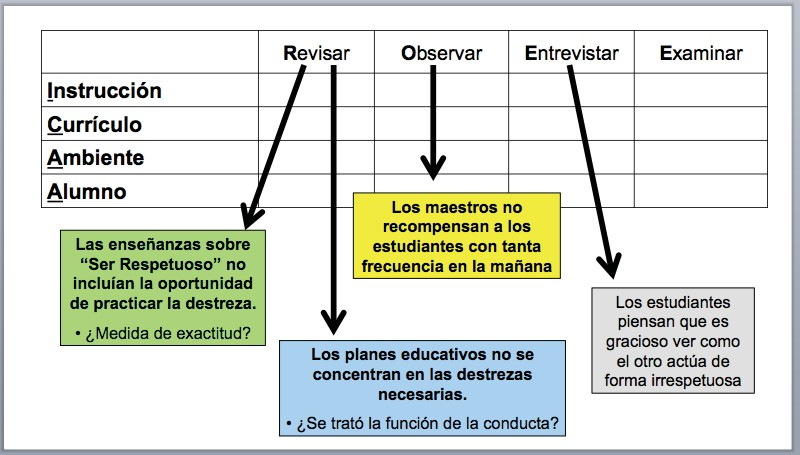 Revisar Observar Entrevistar Examinar
Instrucción
Currículo
Ambiente
Alumno
Las enseñanzas sobre
“Ser Respetuoso” no
incluían la oportunidad
de practicar la destreza.
• ¿Medida de exactitud?
Los maestros no
recompensan a los
estudiantes con tanta
frecuencia en la mañana
Los planes educativos no se
concentran en las destrezas
necesarias.
• ¿Se trató la función de la conducta?
Los estudiantes
piensan que es
gracioso ver como
el otro actúa de
forma irrespetuosa